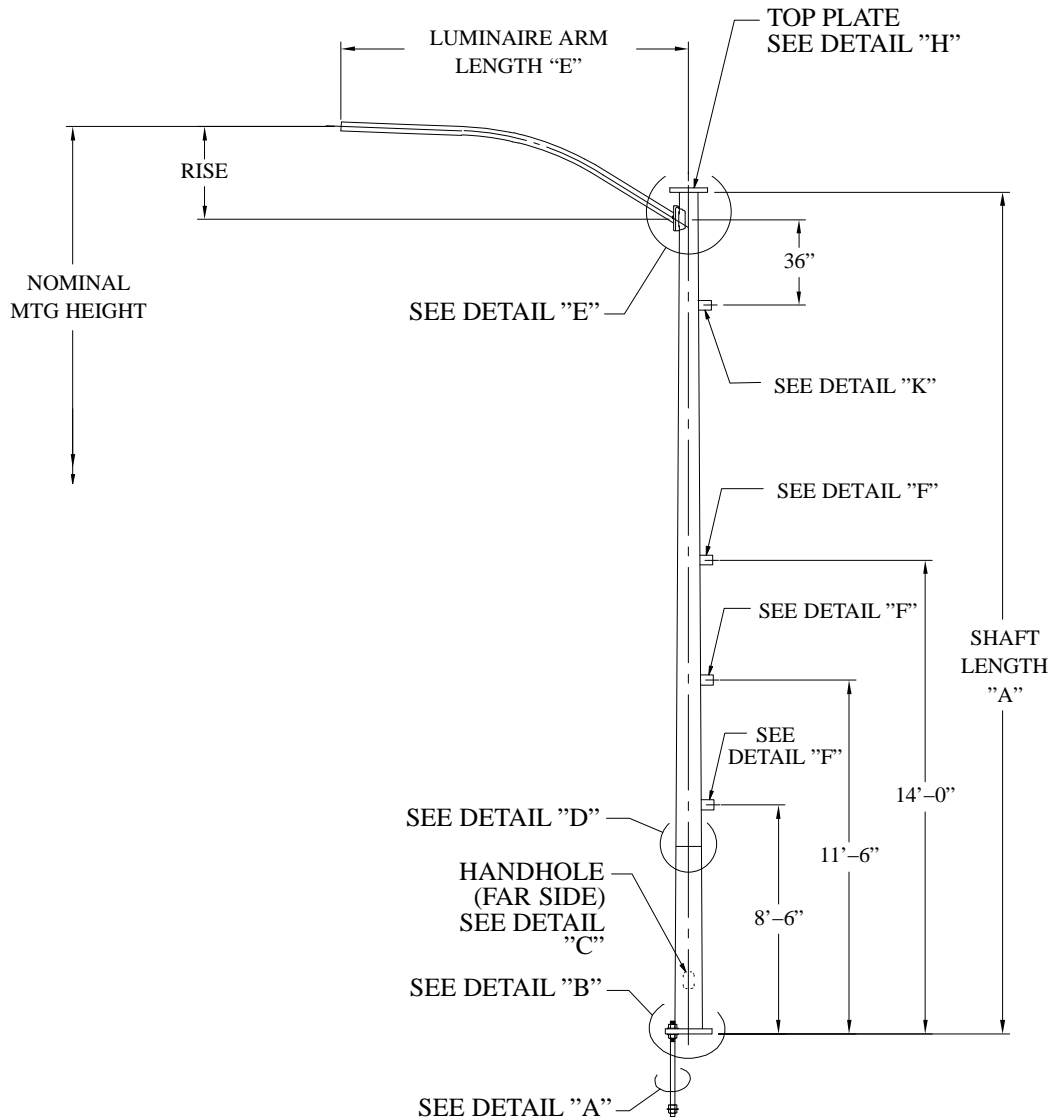 TOP PLATE
SEE DETAIL ”H”
LUMINAIRE ARM
LENGTH “E”
RISE
NOMINAL
MTG HEIGHT
36”
SEE DETAIL ”E”
SEE DETAIL ”K”
SEE DETAIL ”F”
SEE DETAIL ”F”
SHAFT
LENGTH
”A”
SEE
DETAIL ”F”
14’–0”
SEE DETAIL ”D”
11’–6”
HANDHOLE
(FAR SIDE)
SEE DETAIL
”C”
8’–6”
SEE DETAIL ”B”
SEE DETAIL ”A”